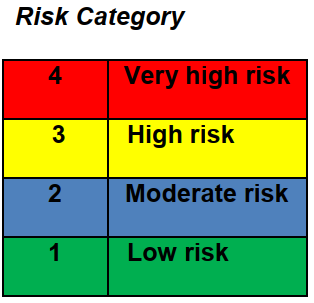 Risk Category
4 Very high risk
3 High risk
2 Moderate risk
1 Low risk